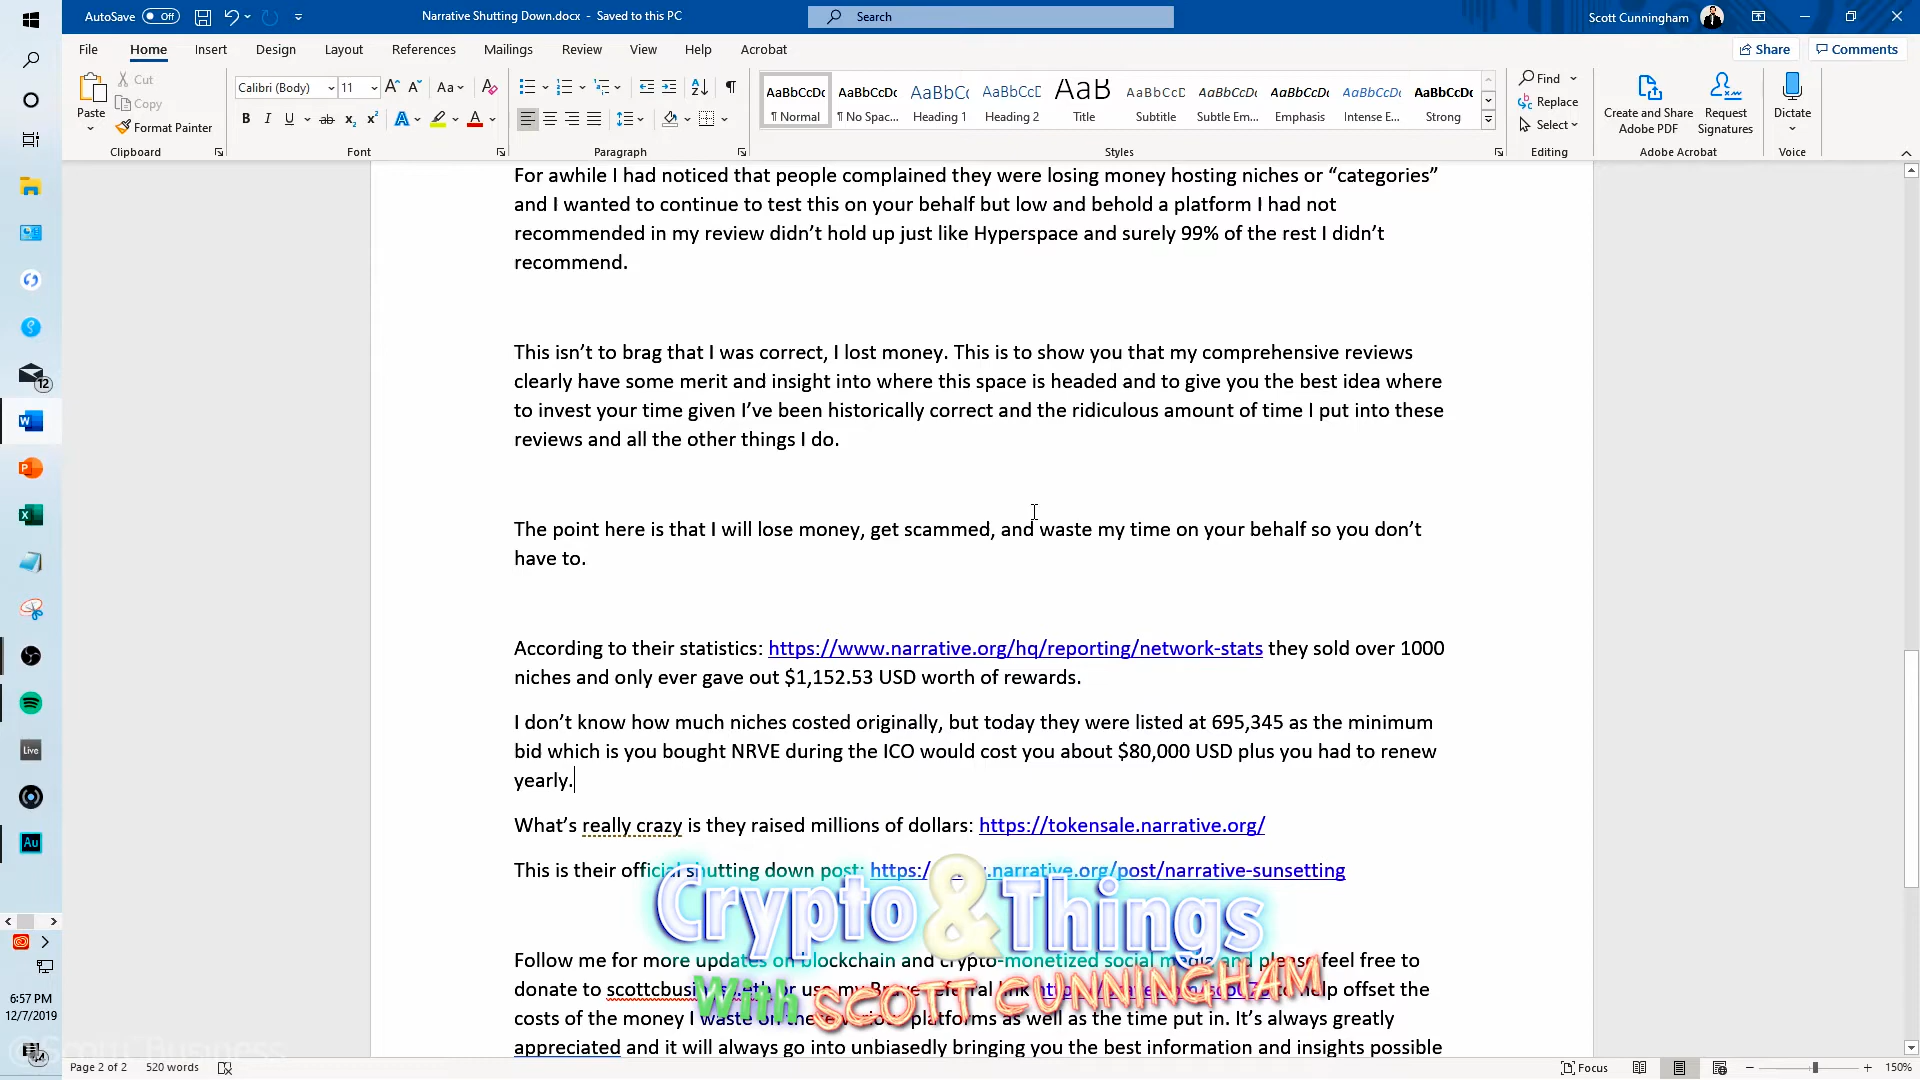 AutoSave Off Narrative Shutting Down.docx - Saved to this PC Search Scott Cunningham
File Home Insert Design Layout References Mailings Review View Help Acrobat Share Comments
Paste Cut Copy Format Painter
Calibri (Body) 11
AaBbCcDc AaBbCcDc AaBbCc AaBbCcD AaB AaBbCcD AaBbCcDc AaBbCcDc AaBbCcDc AaBbCcDc
¶ Normal ¶ No Spac... Heading 1 Heading 2 Title Subtitle Subtle Em... Emphasis Intense E... Strong
Find Replace Select
Create and Share Adobe PDF Request Signatures Dictate
Clipboard Font Paragraph Styles Editing Adobe Acrobat Voice
For awhile I had noticed that people complained they were losing money hosting niches or “categories”
and I wanted to continue to test this on your behalf but low and behold a platform I had not
recommended in my review didn’t hold up just like Hyperspace and surely 99% of the rest I didn’t
recommend.
This isn’t to brag that I was correct, I lost money. This is to show you that my comprehensive reviews
clearly have some merit and insight into where this space is headed and to give you the best idea where
to invest your time given I’ve been historically correct and the ridiculous amount of time I put into these
reviews and all the other things I do.
The point here is that I will lose money, get scammed, and waste my time on your behalf so you don’t
have to.
According to their statistics: https://www.narrative.org/hq/reporting/network-stats they sold over 1000
niches and only ever gave out $1,152.53 USD worth of rewards.
I don’t know how much niches costed originally, but today they were listed at 695,345 as the minimum
bid which is you bought NRVE during the ICO would cost you about $80,000 USD plus you had to renew
yearly.
What’s really crazy is they raised millions of dollars: https://tokensale.narrative.org/
This is their official shutting down post: https:/ .narrative.org/post/narrative-sunsetting
Crypto & Things
With SCOTT CUNNINGHAM
Follow me for more updates on blockchain and crypto-monetized social media and please feel free to
donate to or use my Brave referral link to help offset the
costs of the money I waste on these various platforms as well as the time put in. It’s always greatly
appreciated and it will always go into unbiasedly bringing you the best information and insights possible
12
Live
Au
6:57 PM
12/7/2019
@Scott Business
Page 2 of 2 520 words Focus 150%